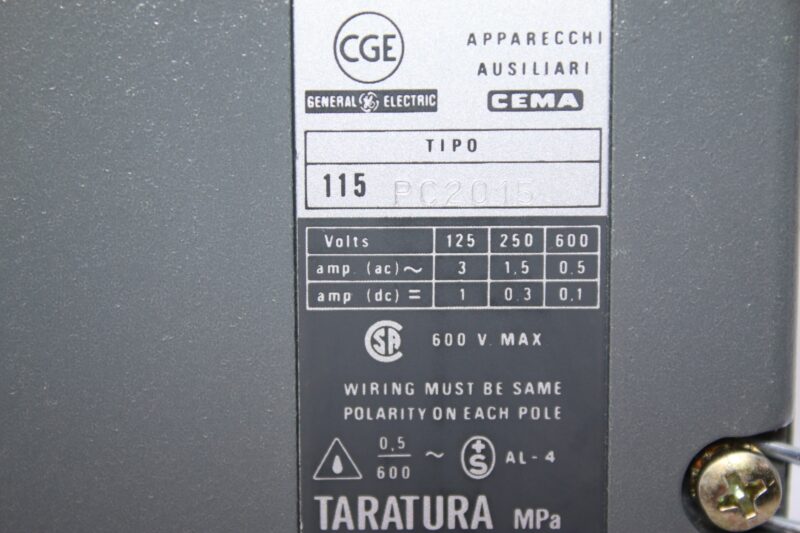 CGE
GENERAL GE ELECTRIC
APPARECCHI
AUSILIARI
CEMA
TIPO
115 PC2015
Volts 125 250 600
amp. (ac) ~ 3 1,5 0.5
amp (dc) = 1 0.3 0,1
SA 600 V. MAX
WIRING MUST BE SAME
POLARITY ON EACH POLE
0,5
600
~ +S AL-4
TARATURA MPa